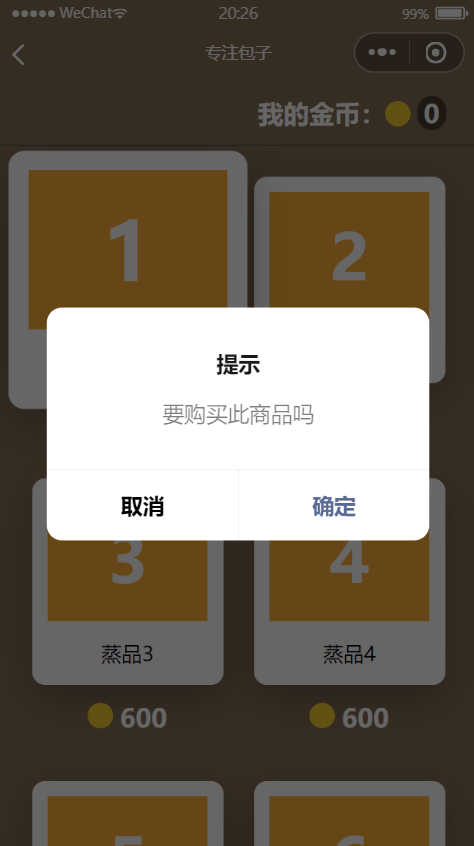 WeChat 20:26 99%
专注包子
我的金币： 0
1 2
提示
要购买此商品吗
取消 确定
3 4
蒸品3 蒸品4
600 600